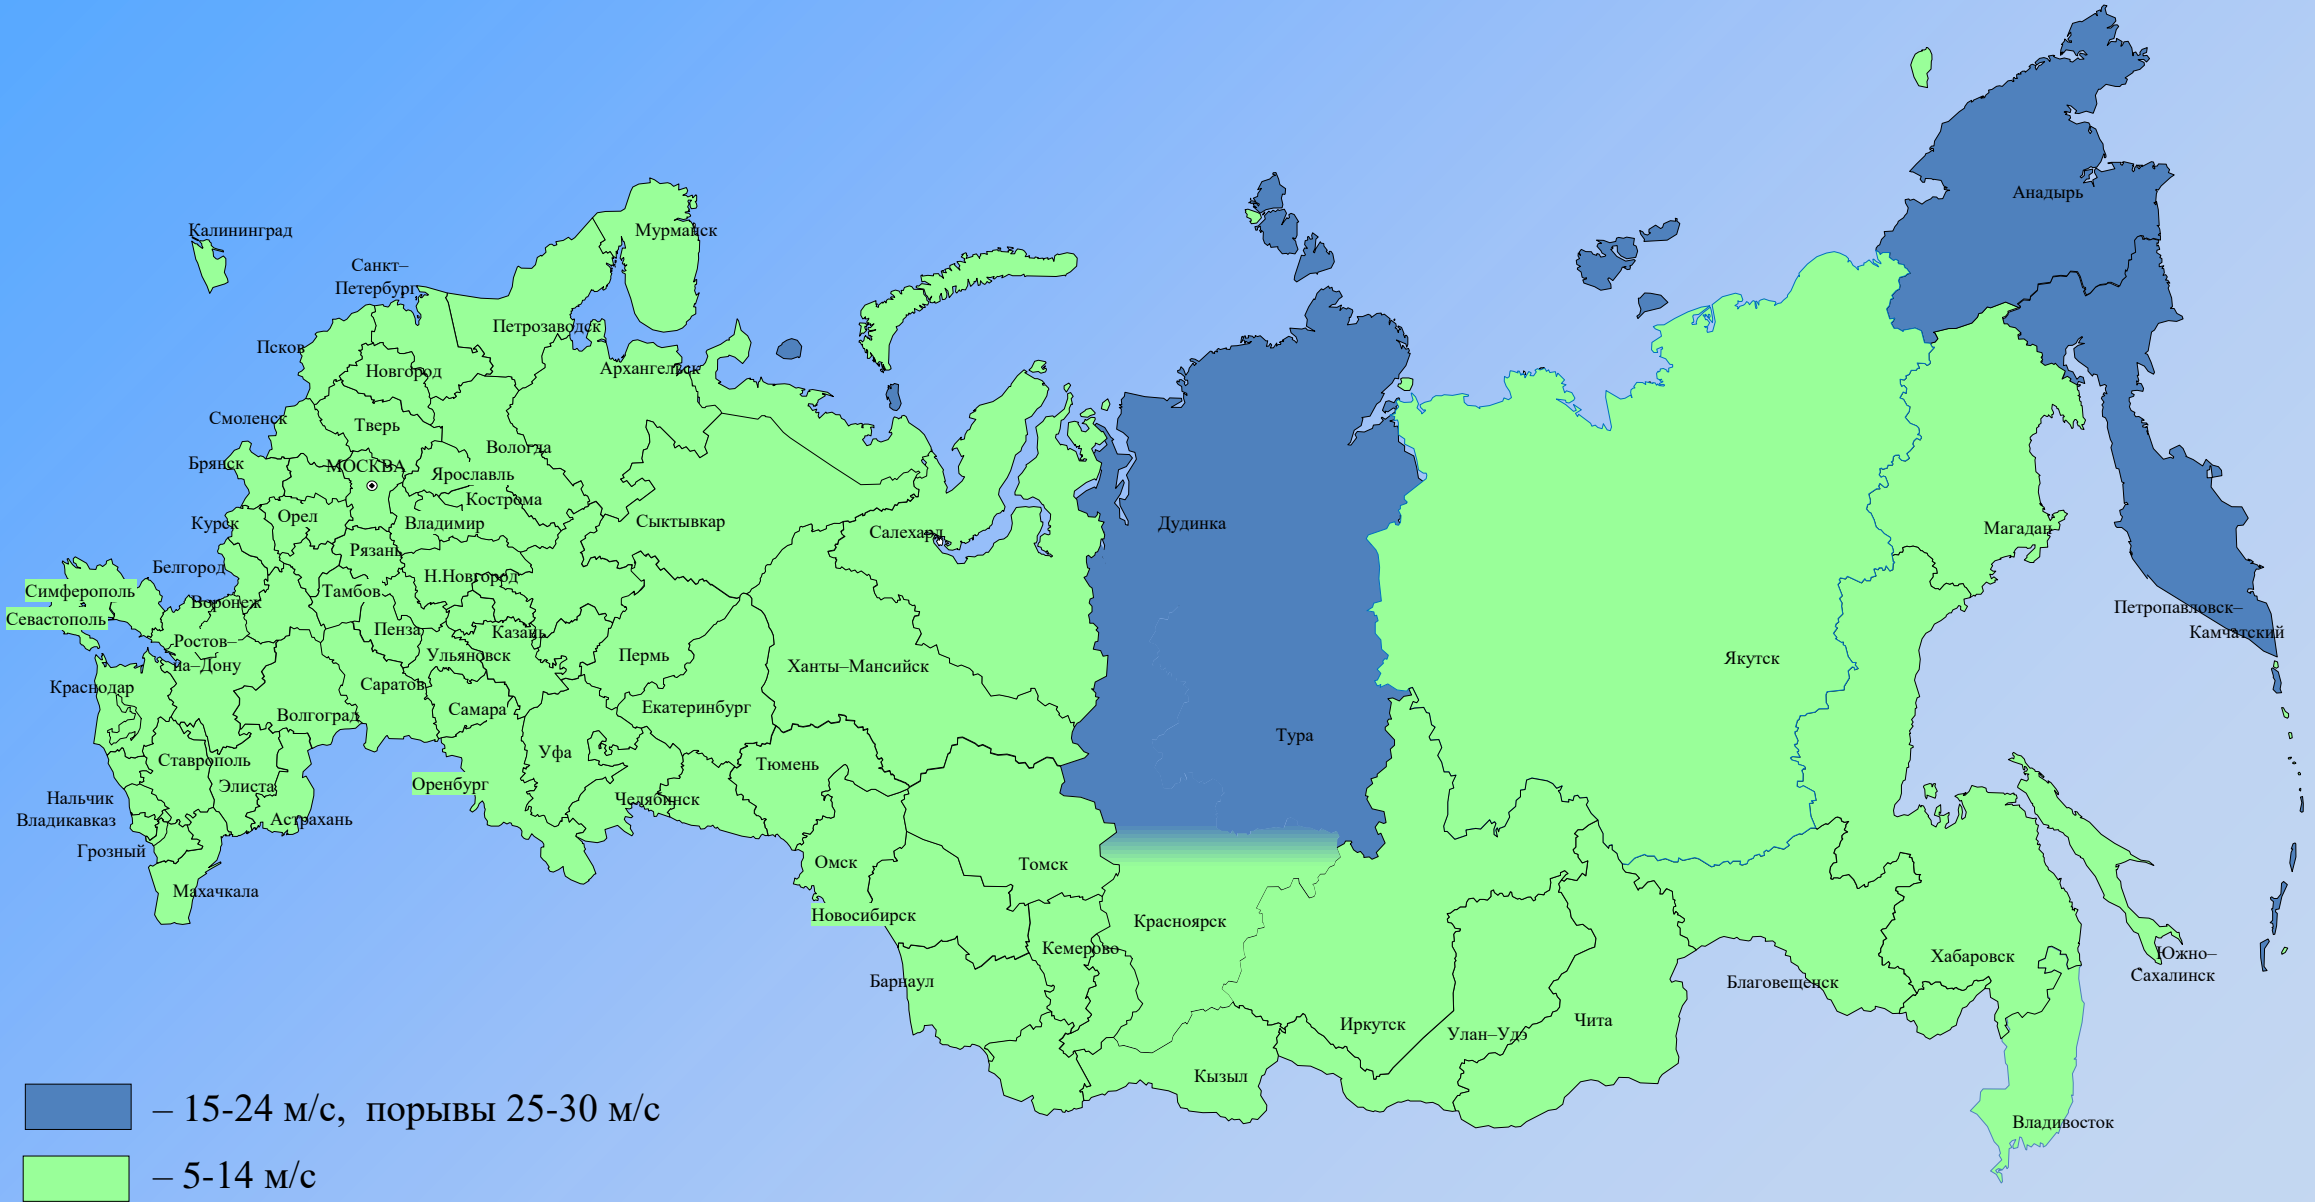 Анадырь
Калининград
Мурманск
Санкт–
Петербург
Петрозаводск
Псков
Новгород
Архангельск
Смоленск
Тверь
Вологда
Брянск
МОСКВА
Ярославль
Кострома
Курск
Орел
Владимир
Сыктывкар
Салехард
Дудинка
Магадан
Рязань
Белгород
Н.Новгород
Симферополь
Тамбов
Воронеж
Севастополь
Пенза
Казань
Петропавловск–
Камчатский
Ростов–
на–Дону
Ульяновск
Пермь
Ханты–Мансийск
Якутск
Краснодар
Саратов
Самара
Екатеринбург
Волгоград
Тура
Ставрополь
Уфа
Тюмень
Элиста
Оренбург
Нальчик
Челябинск
Владикавказ
Астрахань
Грозный
Омск
Томск
Махачкала
Новосибирск
Красноярск
Кемерово
Хабаровск
Южно–
Сахалинск
Барнаул
Благовещенск
Иркутск
Улан–Удэ
Чита
Кызыл
Владивосток
– 15-24 м/с, порывы 25-30 м/с
– 5-14 м/с